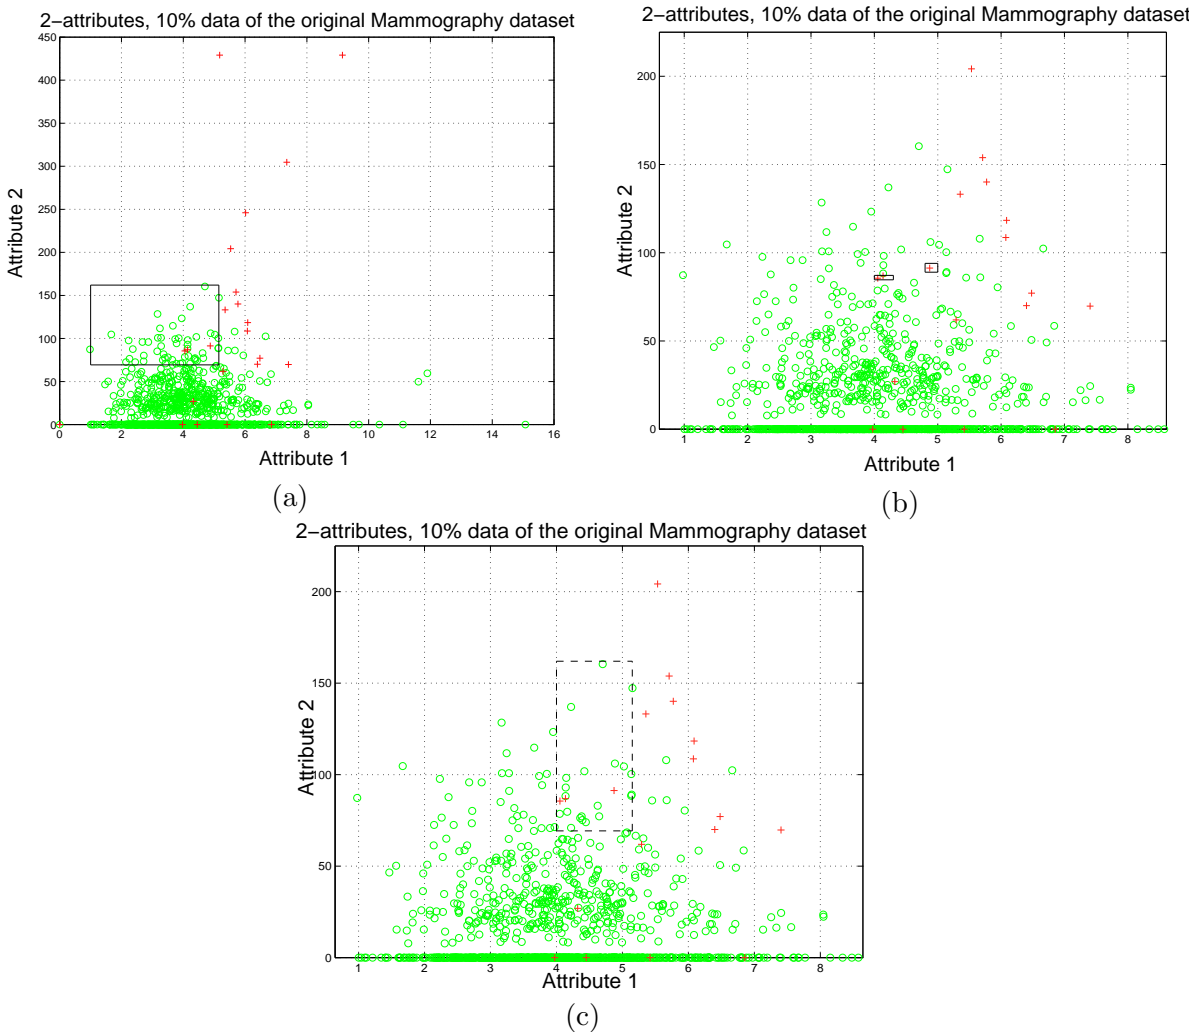 2−attributes, 10% data of the original Mammography dataset
450
400
350
300
250
200
150
100
50
0
Attribute 2
0 2 4 6 8 10 12 14 16
Attribute 1
(a)
2−attributes, 10% data of the original Mammography dataset
200
150
100
50
0
Attribute 2
1 2 3 4 5 6 7 8
Attribute 1
(b)
2−attributes, 10% data of the original Mammography dataset
200
150
100
50
0
Attribute 2
1 2 3 4 5 6 7 8
Attribute 1
(c)